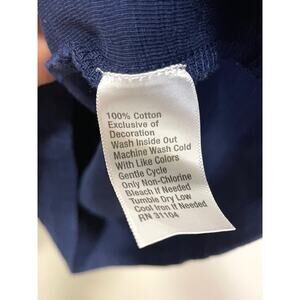 100% Cotton
Exclusive of
Decoration
Wash Inside Out
Machine Wash Cold
With Like Colors
Gentle Cycle
Only Non-Chlorine
Bleach If Needed
Tumble Dry Low
Cool Iron If Needed
RN 31104